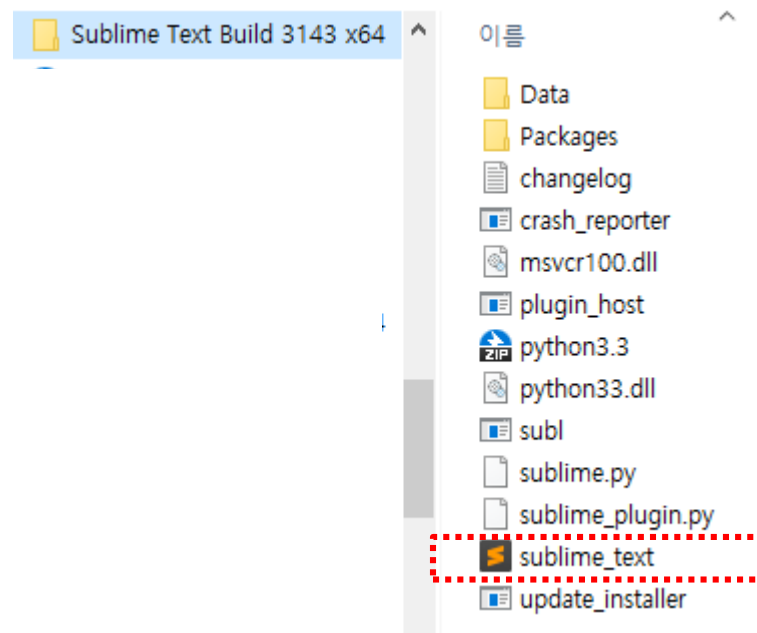 Sublime Text Build 3143 x64
이름
Data
Packages
changelog
crash_reporter
msvcr100.dll
plugin_host
ZIP python3.3
python33.dll
subl
sublime.py
sublime_plugin.py
sublime_text
update_installer